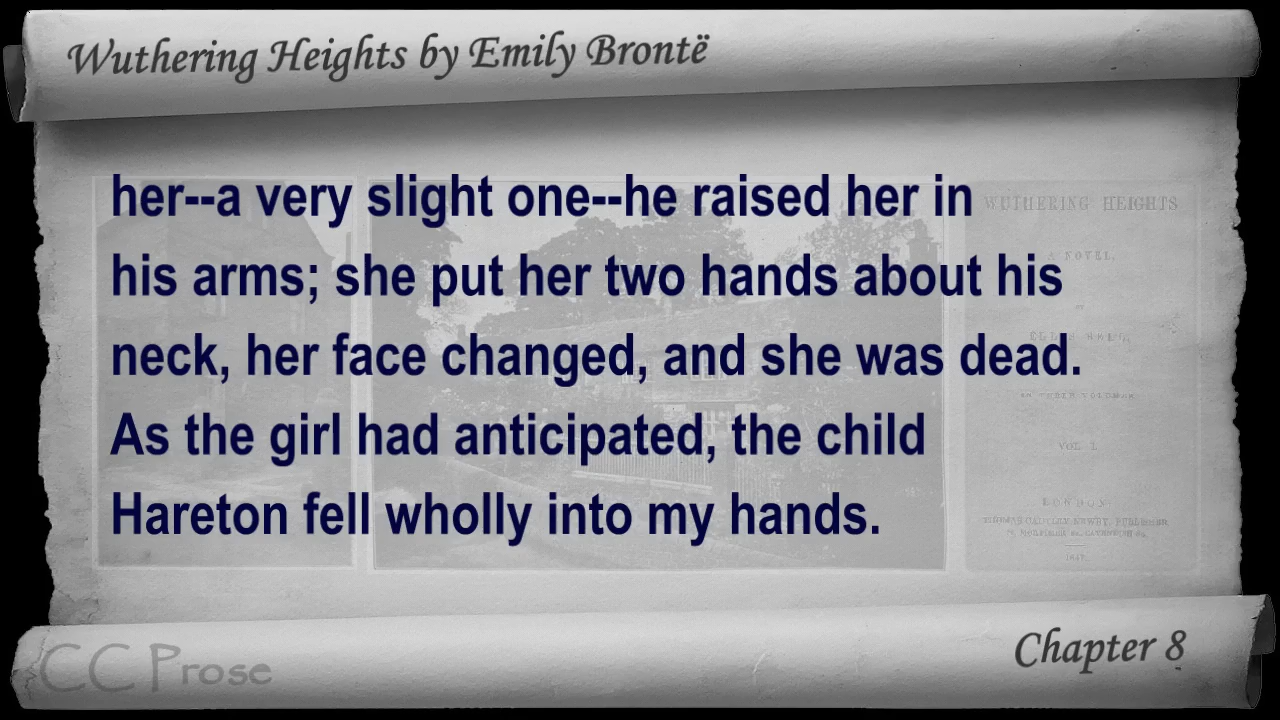 Wuthering Heights by Emily Brontë
her--a very slight one--he raised her in
his arms; she put her two hands about his
neck, her face changed, and she was dead.
As the girl had anticipated, the child
Hareton fell wholly into my hands.
WUTHERING HEIGHTS
A NOVEL,
VOL. I.
LONDON:
1847.
CC Prose
Chapter 8